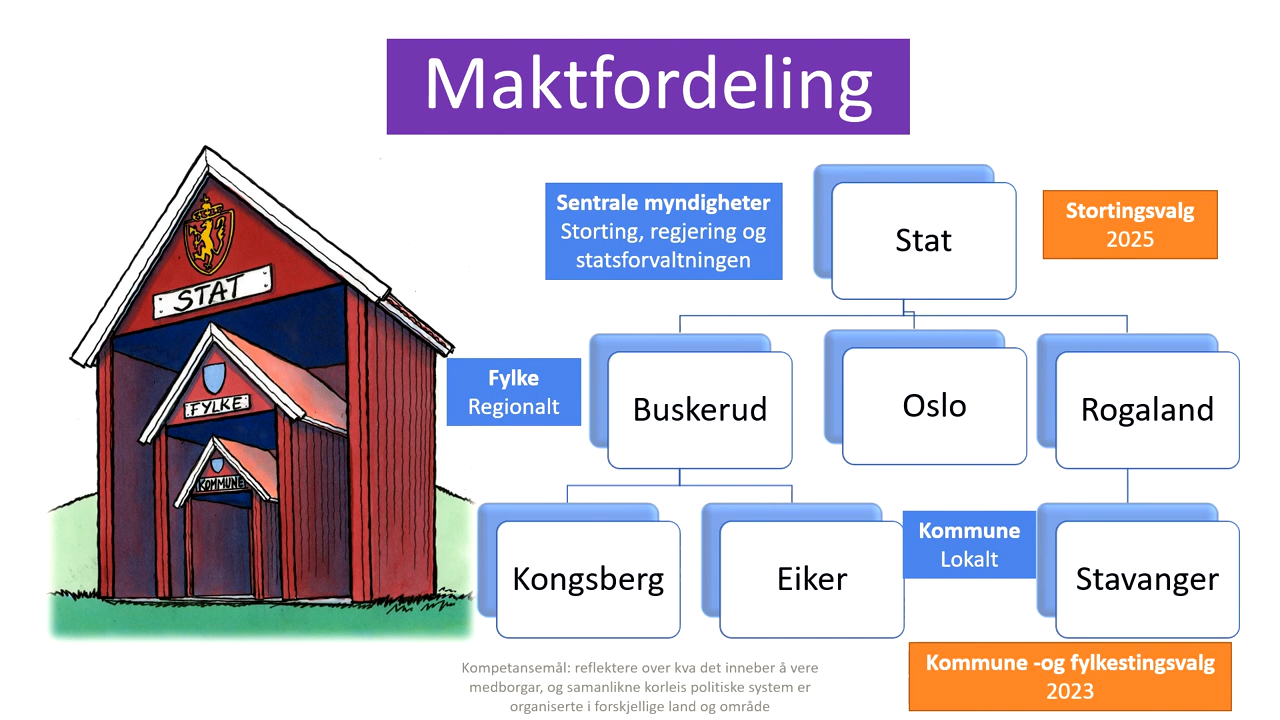 Maktfordeling
STAT
FYLKE
KOMMUNE
Sentrale myndigheter
Storting, regjering og
statsforvaltningen
Stat
Stortingsvalg
2025
Fylke
Regionalt
Buskerud
Oslo
Rogaland
Kongsberg
Eiker
Kommune
Lokalt
Stavanger
Kommune -og fylkestingsvalg
2023
Kompetansemål: reflektere over kva det inneber å vere
medborgar, og samanlikne korleis politiske system er
organiserte i forskjellige land og område